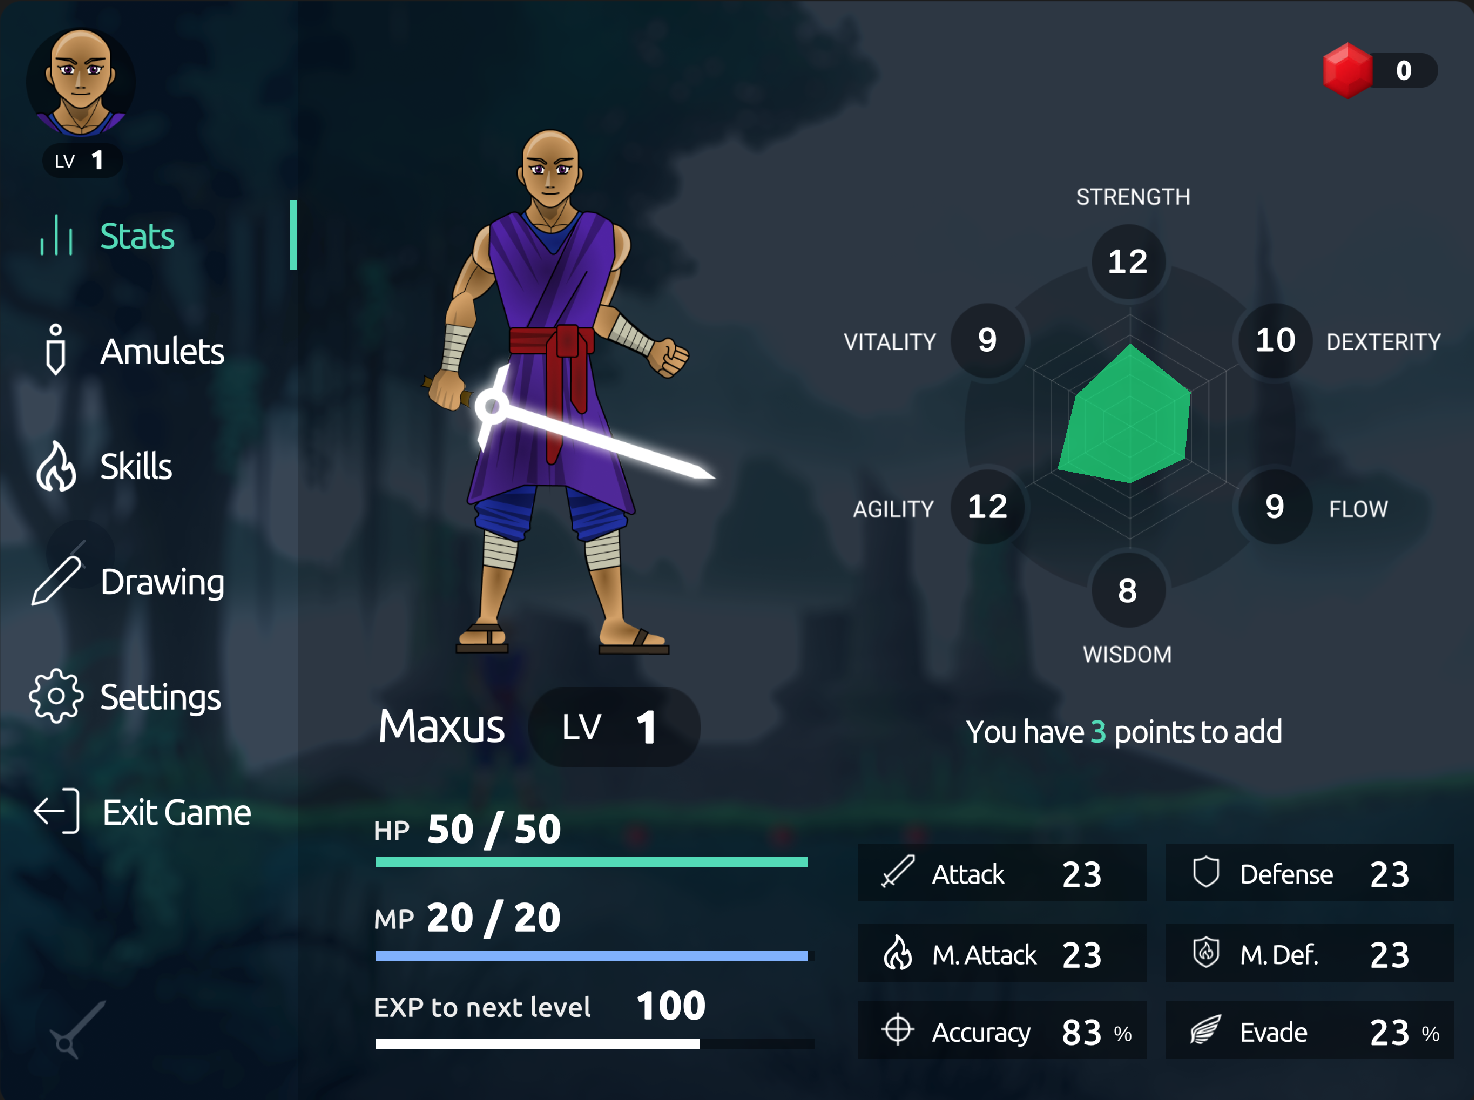 LV 1
Stats
Amulets
Skills
Drawing
Settings
Exit Game
0
STRENGTH
12
VITALITY 9
10 DEXTERITY
AGILITY 12
9 FLOW
8
WISDOM
Maxus LV 1
You have 3 points to add
HP 50 / 50
MP 20 / 20
EXP to next level 100
Attack 23
Defense 23
M. Attack 23
M. Def. 23
Accuracy 83 %
Evade 23 %